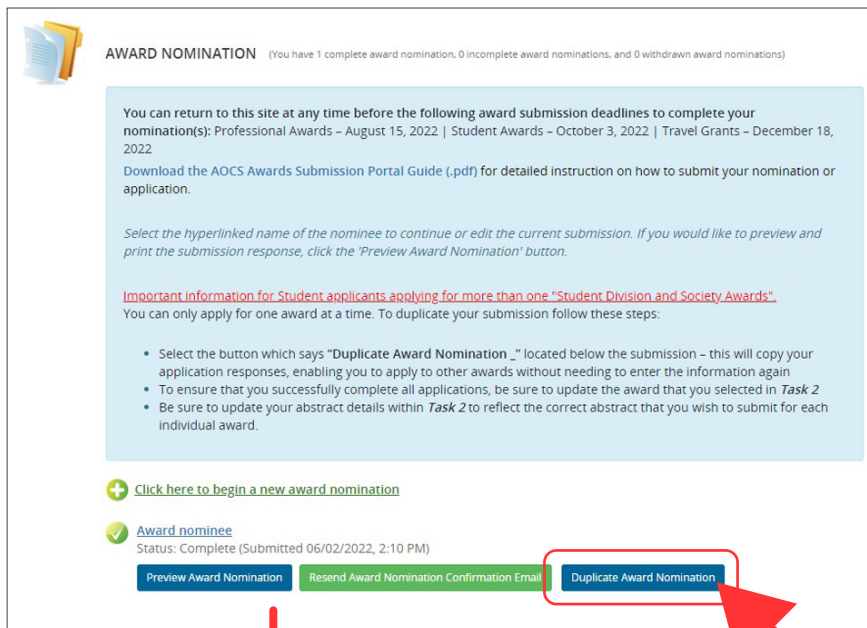 AWARD NOMINATION (You have 1 complete award nomination, 0 incomplete award nominations, and 0 withdrawn award nominations)
You can return to this site at any time before the following award submission deadlines to complete your
nomination(s): Professional Awards – August 15, 2022 | Student Awards – October 3, 2022 | Travel Grants – December 18,
2022
Download the AOCS Awards Submission Portal Guide (.pdf) for detailed instruction on how to submit your nomination or
application.
Select the hyperlinked name of the nominee to continue or edit the current submission. If you would like to preview and
print the submission response, click the 'Preview Award Nomination' button.
Important information for Student applicants applying for more than one "Student Division and Society Awards".
You can only apply for one award at a time. To duplicate your submission follow these steps:
• Select the button which says "Duplicate Award Nomination _" located below the submission – this will copy your
application responses, enabling you to apply to other awards without needing to enter the information again
• To ensure that you successfully complete all applications, be sure to update the award that you selected in Task 2
• Be sure to update your abstract details within Task 2 to reflect the correct abstract that you wish to submit for each
individual award.
Click here to begin a new award nomination
Award nominee
Status: Complete (Submitted 06/02/2022, 2:10 PM)
Preview Award Nomination Resend Award Nomination Confirmation Email Duplicate Award Nomination